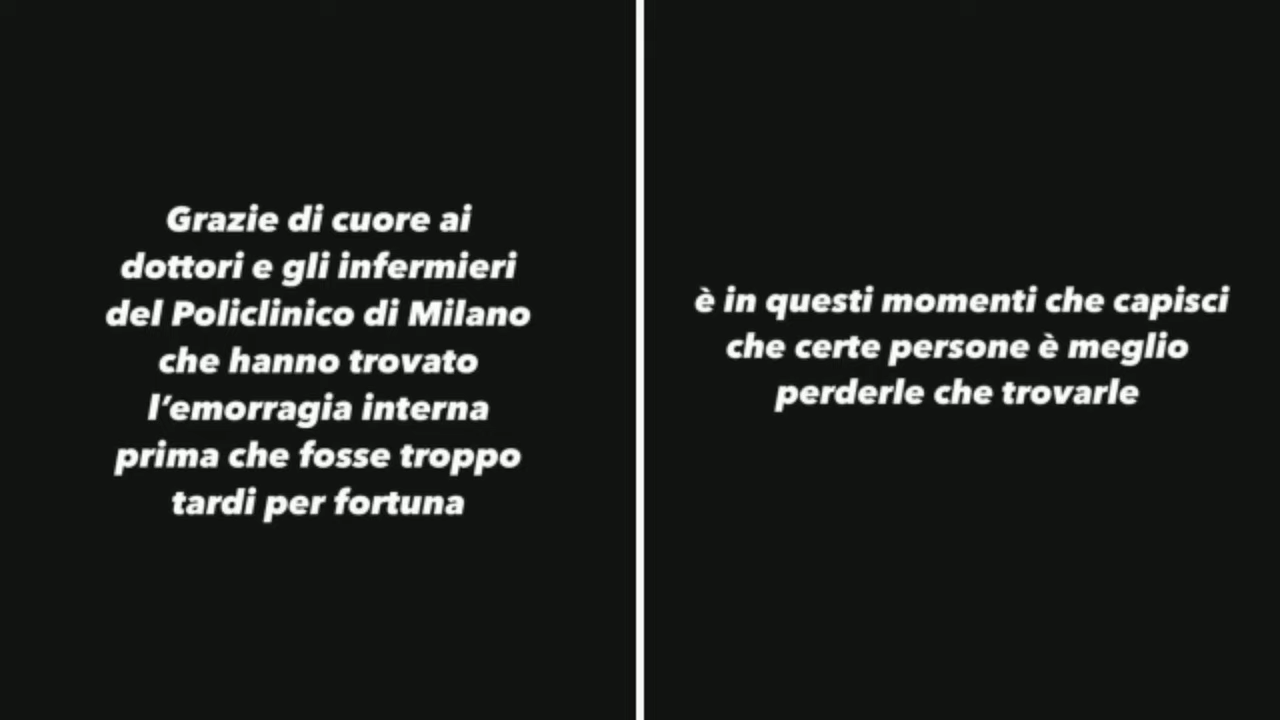 Grazie di cuore ai
dottori e gli infermieri
del Policlinico di Milano
che hanno trovato
l’emorragia interna
prima che fosse troppo
tardi per fortuna
è in questi momenti che capisci
che certe persone è meglio
perderle che trovarle